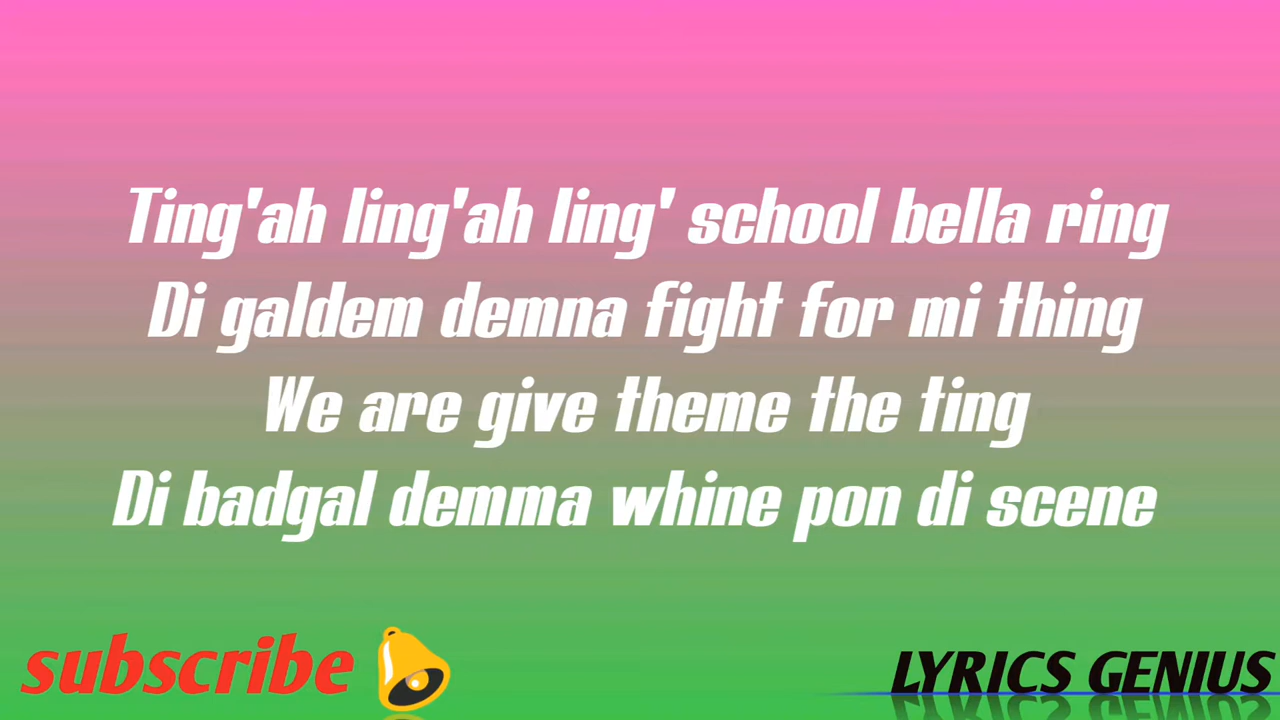 Ting'ah ling'ah ling' school bella ring
Di galdem demna fight for mi thing
We are give theme the ting
Di badgal demma whine pon di scene
subscribe
LYRICS GENIUS